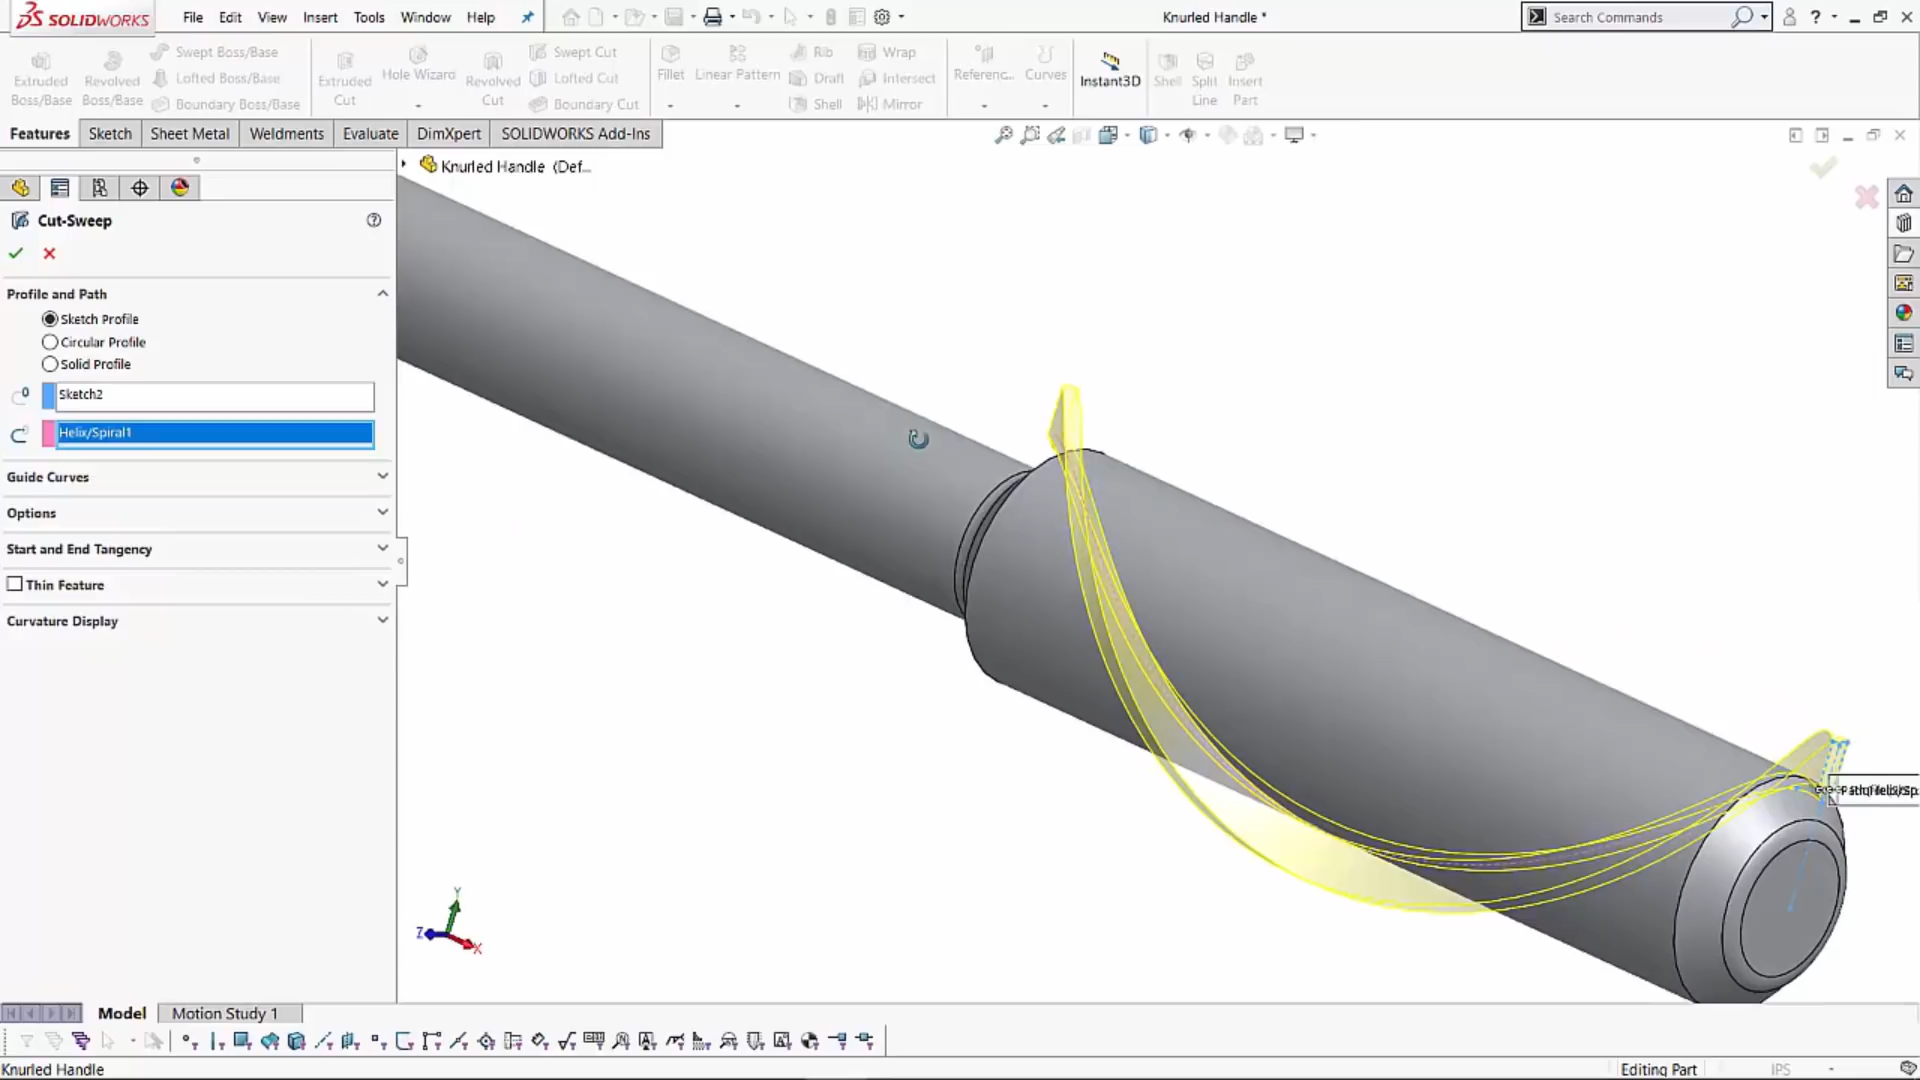 SOLIDWORKS File Edit View Insert Tools Window Help
Knurled Handle *
Search Commands
?
Extruded Boss/Base
Revolved Boss/Base
Swept Boss/Base
Lofted Boss/Base
Boundary Boss/Base
Extruded Cut
Hole Wizard
Revolved Cut
Swept Cut
Lofted Cut
Boundary Cut
Fillet
Linear Pattern
Rib
Draft
Shell
Wrap
Intersect
Mirror
Referenc...
Curves
Instant3D
Shell
Split Line
Insert Part
Features Sketch Sheet Metal Weldments Evaluate DimXpert SOLIDWORKS Add-Ins
Knurled Handle (Def...
Cut-Sweep
Profile and Path
Sketch Profile
Circular Profile
Solid Profile
Sketch2
Helix/Spiral1
Guide Curves
Options
Start and End Tangency
Thin Feature
Curvature Display
Y
Z
X
Model Motion Study 1
Knurled Handle
Editing Part
IPS
-